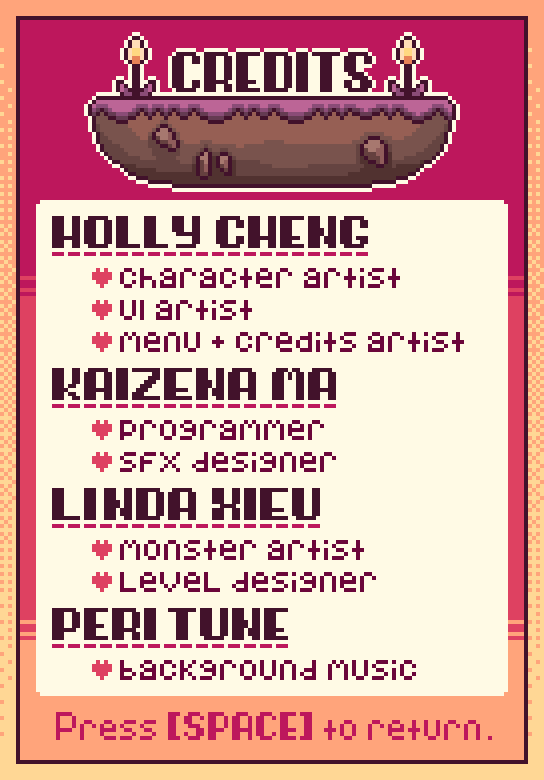 CREDITS
HOLLY CHENG
character artist
UI artist
menu + credits artist
KAIZENA MA
programmer
SFX designer
LINDA XIEU
monster artist
Level designer
PERI TUNE
background music
Press [SPACE] to return.